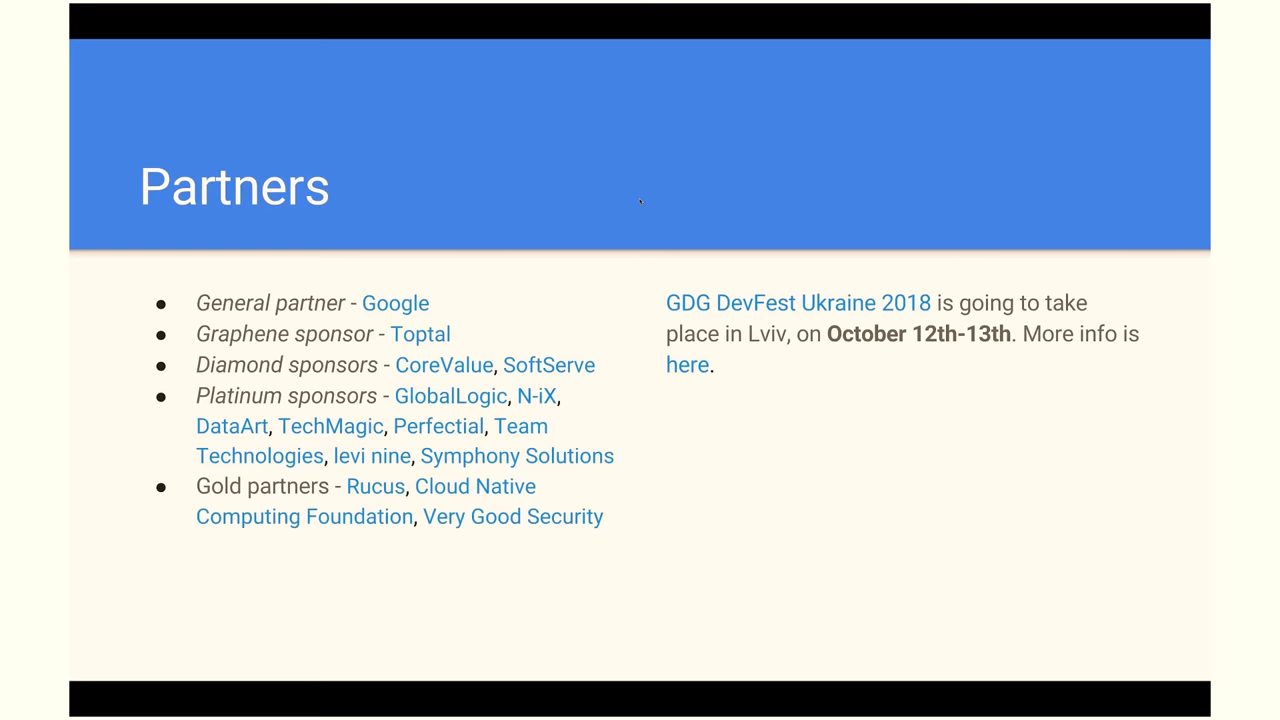 Partners
● General partner - Google
● Graphene sponsor - Toptal
● Diamond sponsors - CoreValue, SoftServe
● Platinum sponsors - GlobalLogic, N-iX,
DataArt, TechMagic, Perfectial, Team
Technologies, levi nine, Symphony Solutions
● Gold partners - Rucus, Cloud Native
Computing Foundation, Very Good Security
GDG DevFest Ukraine 2018 is going to take
place in Lviv, on October 12th-13th. More info is
here.